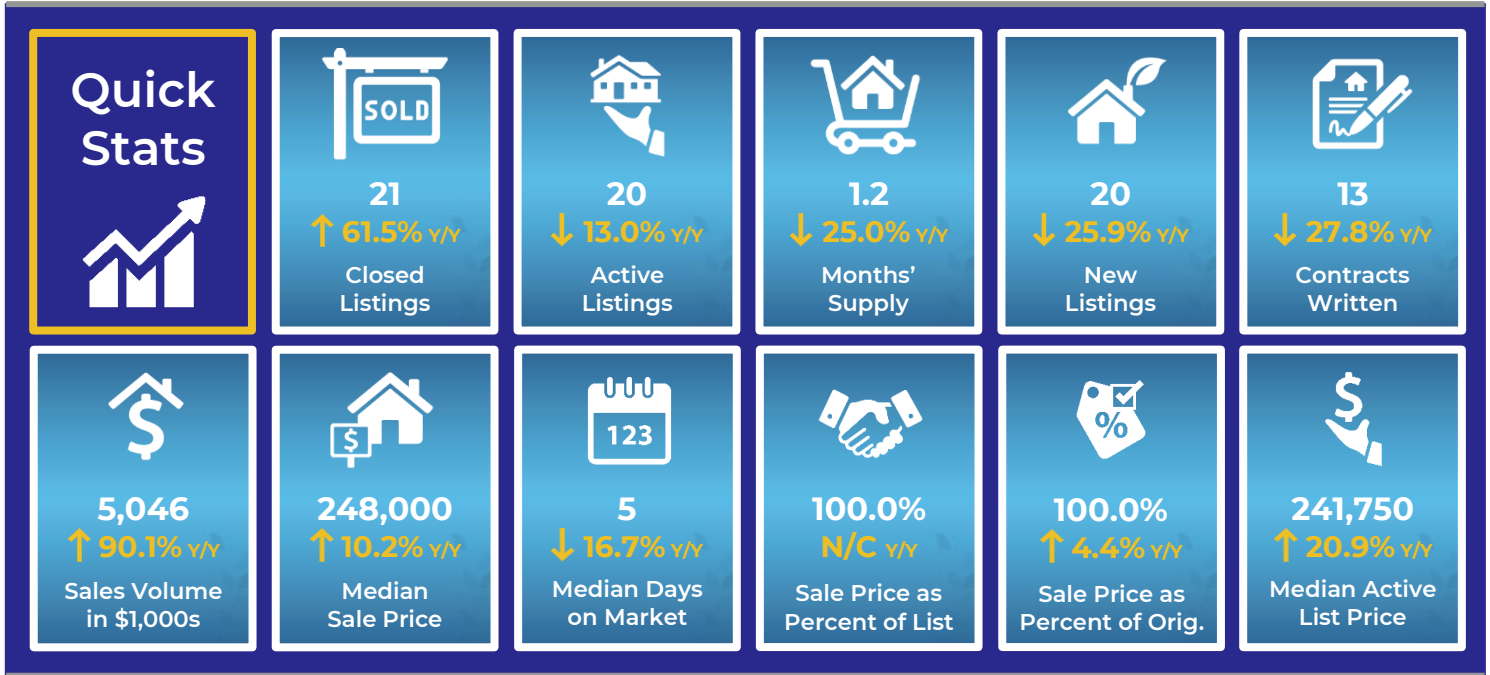 Quick
Stats
SOLD
21
↑ 61.5% Y/Y
Closed
Listings
20
↓ 13.0% Y/Y
Active
Listings
1.2
↓ 25.0% Y/Y
Months’
Supply
20
↓ 25.9% Y/Y
New
Listings
13
↓ 27.8% Y/Y
Contracts
Written
$
5,046
↑ 90.1% Y/Y
Sales Volume
in $1,000s
$
248,000
↑ 10.2% Y/Y
Median
Sale Price
123
5
↓ 16.7% Y/Y
Median Days
on Market
100.0%
N/C Y/Y
Sale Price as
Percent of List
%
100.0%
↑ 4.4% Y/Y
Sale Price as
Percent of Orig.
$
241,750
↑ 20.9% Y/Y
Median Active
List Price